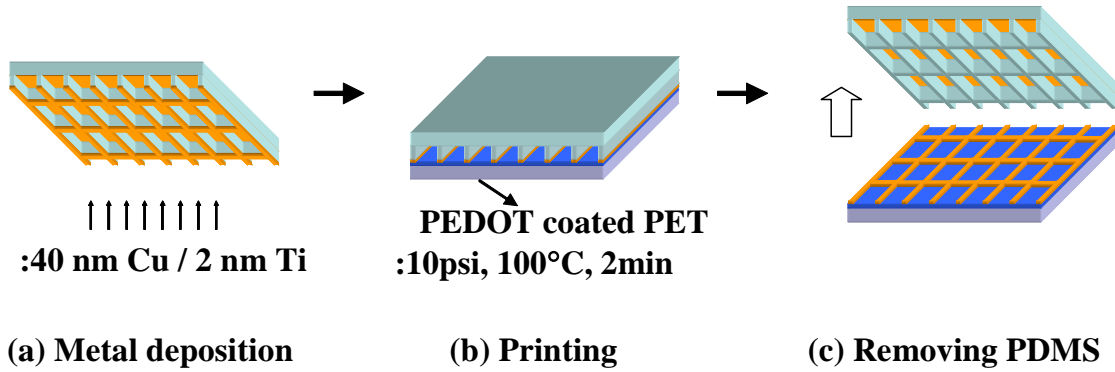 PEDOT coated PET
:40 nm Cu / 2 nm Ti
:10psi, 100°C, 2min
(a) Metal deposition
(b) Printing
(c) Removing PDMS